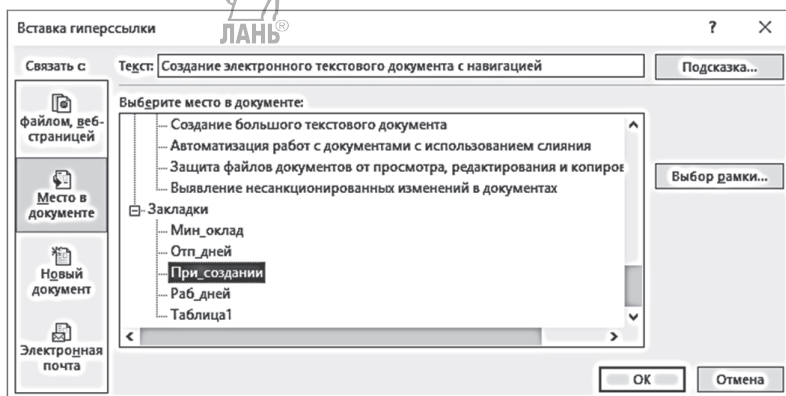 ЛАНЬ®
Вставка гиперссылки ? ×
Связать с: Текст: Создание электронного текстового документа с навигацией Подсказка...
Выберите место в документе:
файлом, веб-
страницей
Место в
документе
Новый
документ
Электронная
почта
Создание большого текстового документа
Автоматизация работ с документами с использованием слияния
Защита файлов документов от просмотра, редактирования и копиров
Выявление несанкционированных изменений в документах
Закладки
Мин_оклад
Отп_дней
При_создании
Раб_дней
Таблица1
Выбор рамки...
ОК Отмена